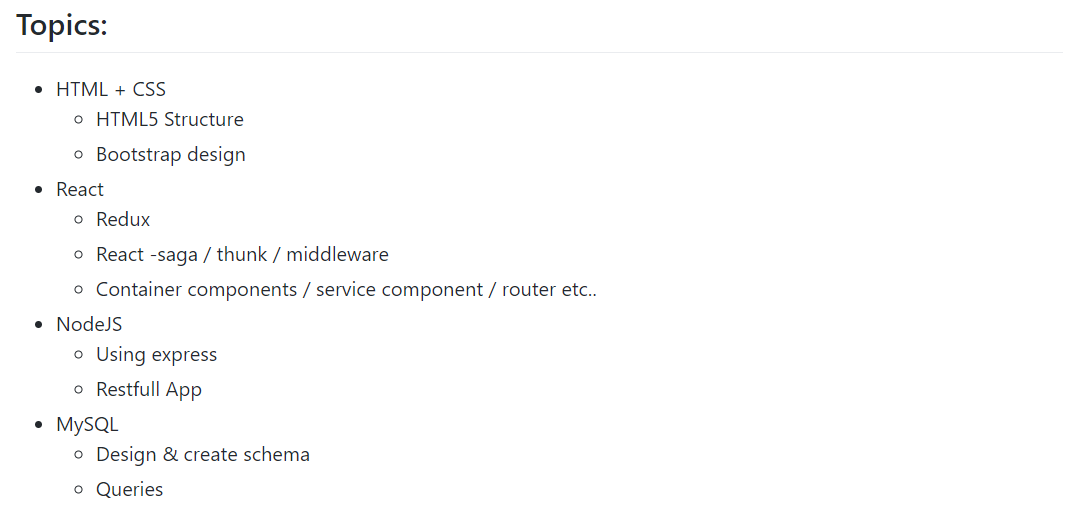 Topics:
HTML + CSS
HTML5 Structure
Bootstrap design
React
Redux
React -saga / thunk / middleware
Container components / service component / router etc..
NodeJS
Using express
Restfull App
MySQL
Design & create schema
Queries